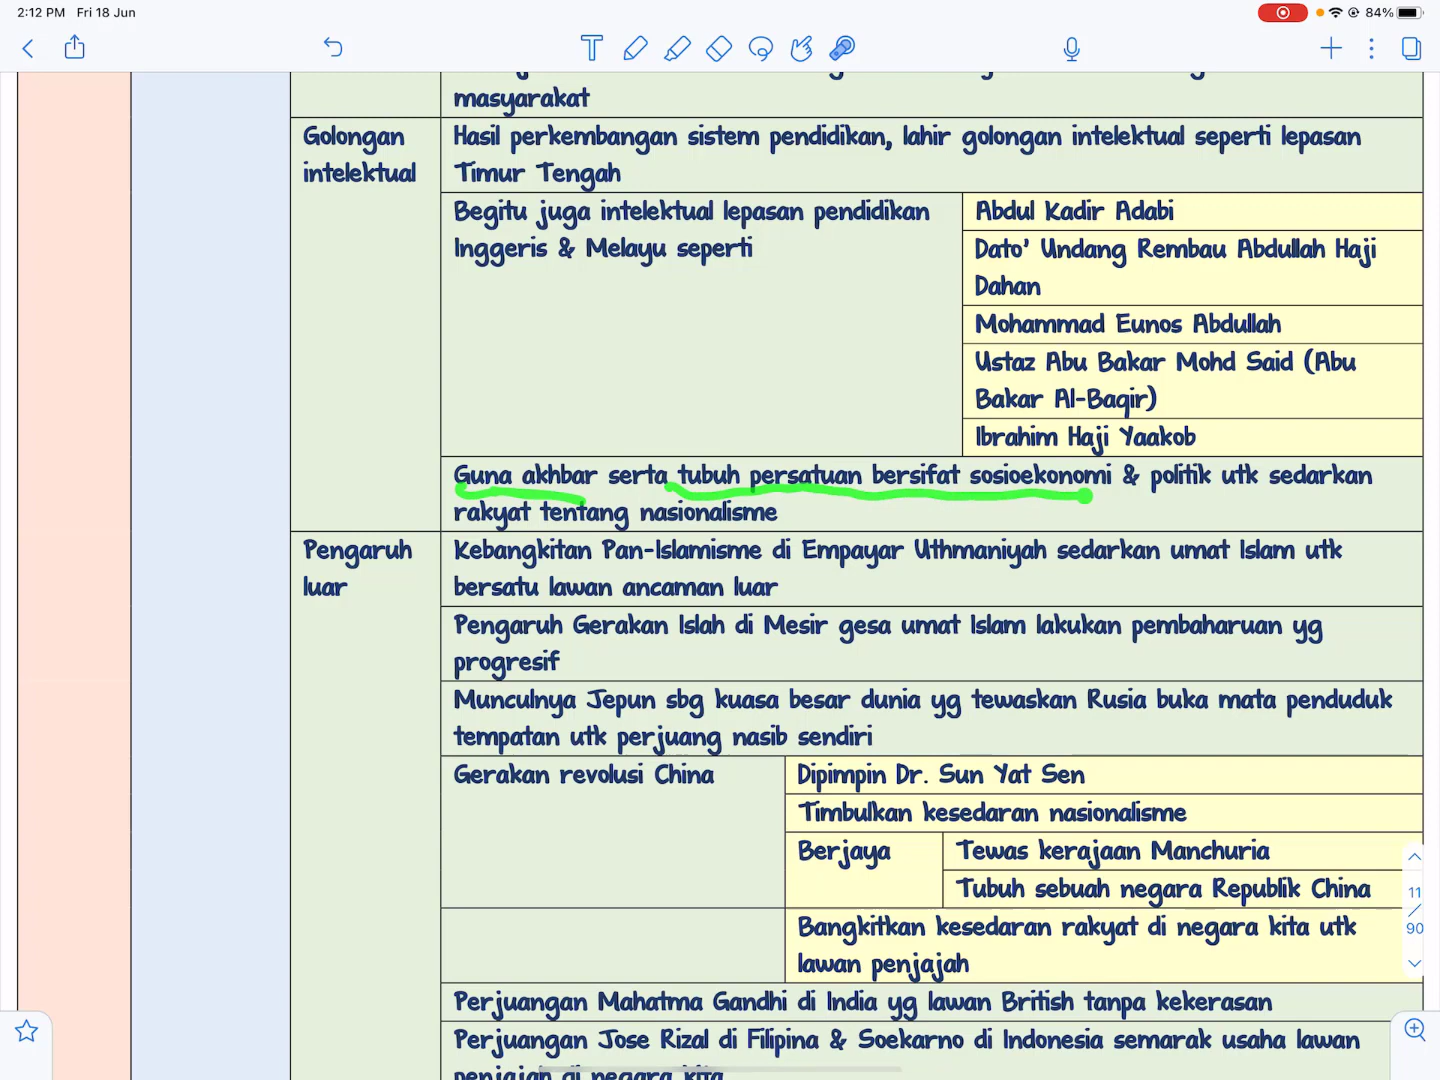 2:12 PM Fri 18 Jun
84%
masyarakat
Golongan
intelektual
Hasil perkembangan sistem pendidikan, lahir golongan intelektual seperti lepasan
Timur Tengah
Begitu juga intelektual lepasan pendidikan
Inggeris & Melayu seperti
Abdul Kadir Adabi
Dato' Undang Rembau Abdullah Haji
Dahan
Mohammad Eunos Abdullah
Ustaz Abu Bakar Mohd Said (Abu
Bakar Al-Baqir)
Ibrahim Haji Yaakob
Guna akhbar serta tubuh persatuan bersifat sosioekonomi & politik utk sedarkan
rakyat tentang nasionalisme
Pengaruh
luar
Kebangkitan Pan-Islamisme di Empayar Uthmaniyah sedarkan umat Islam utk
bersatu lawan ancaman luar
Pengaruh Gerakan Islah di Mesir gesa umat Islam lakukan pembaharuan yg
progresif
Munculnya Jepun sbg kuasa besar dunia yg tewaskan Rusia buka mata penduduk
tempatan utk perjuang nasib sendiri
Gerakan revolusi China
Dipimpin Dr. Sun Yat Sen
Timbulkan kesedaran nasionalisme
Berjaya
Tewas kerajaan Manchuria
Tubuh sebuah negara Republik China
Bangkitkan kesedaran rakyat di negara kita utk
lawan penjajah
11
/
90
Perjuangan Mahatma Gandhi di India yg lawan British tanpa kekerasan
Perjuangan Jose Rizal di Filipina & Soekarno di Indonesia semarak usaha lawan
penjajah di negara kita